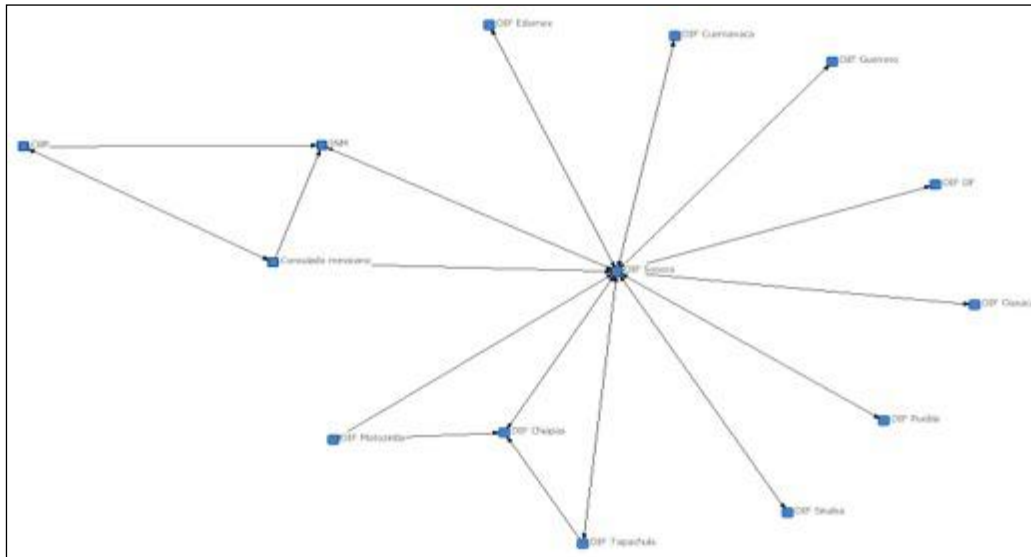 DIF Edomex
DIF Cuernavaca
DIF Guerrero
CBP
INM
DIF DF
Consulado mexicano
DIF Sonora
DIF Oaxaca
DIF Puebla
DIF Motozintla
DIF Chiapas
DIF Sinaloa
DIF Tapachula